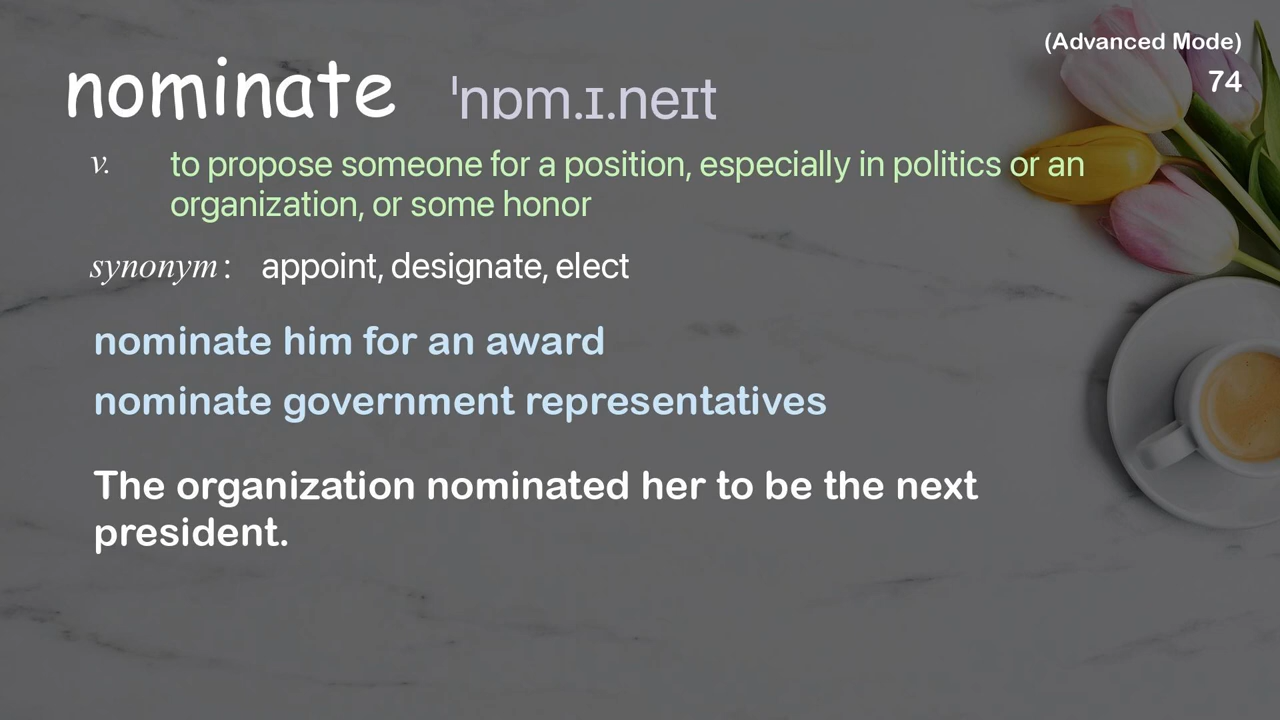 (Advanced Mode)
74
nominate ˈnɒm.ɪ.neɪt
v. to propose someone for a position, especially in politics or an
organization, or some honor
synonym: appoint, designate, elect
nominate him for an award
nominate government representatives
The organization nominated her to be the next
president.